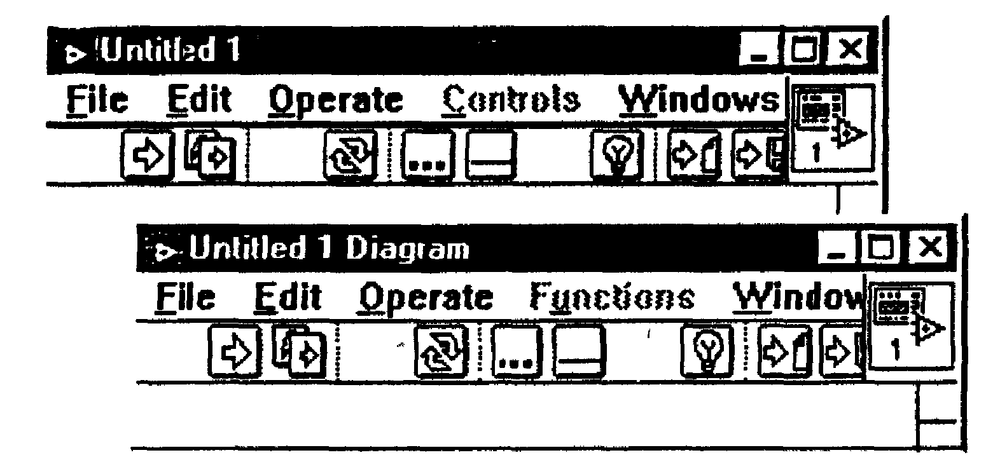 Untitled 1
File Edit Operate Controls Windows
1
Untitled 1 Diagram
File Edit Operate Functions Window
1